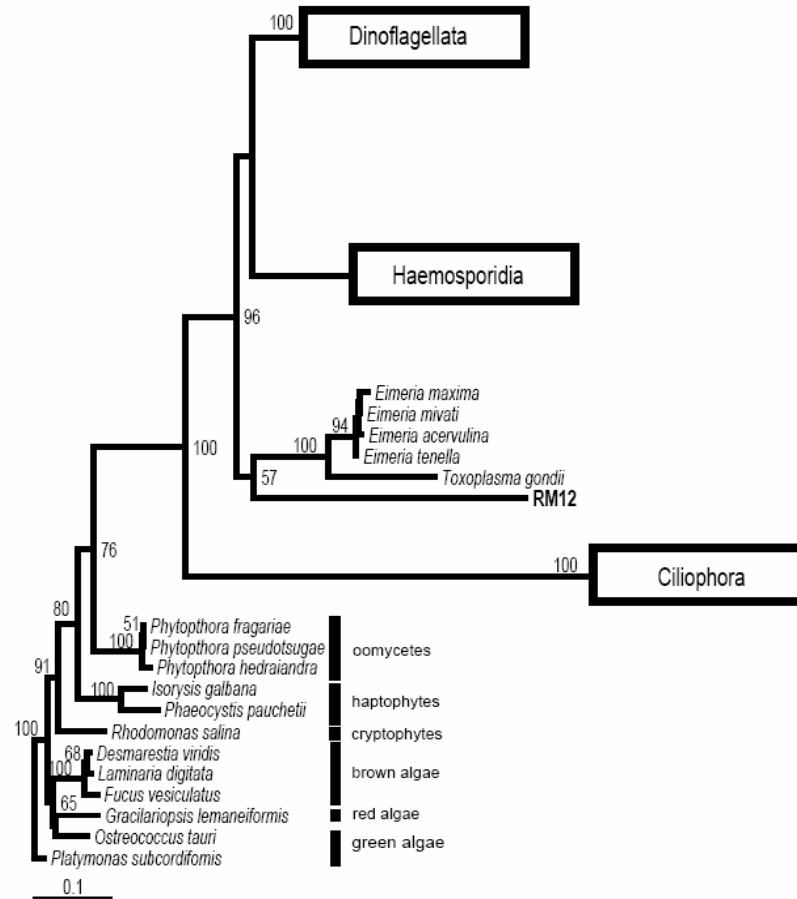 100
Dinoflagellata
Haemosporidia
96
Eimeria maxima
Eimeria mivati
94
Eimeria acervulina
100
Eimeria tenella
57
Toxoplasma gondii
RM12
100
100
Ciliophora
76
80
51
Phytopthora fragariae
100
Phytopthora pseudotsugae
oomycetes
Phytopthora hedraiandra
91
100
Isorysis galbana
haptophytes
Phaeocystis pauchetii
100
Rhodomonas salina
cryptophytes
68
Desmarestia viridis
100
Laminaria digitata
brown algae
Fucus vesiculatus
65
Gracilariopsis lemaneiformis
red algae
Ostreococcus tauri
green algae
Platymonas subcordifomis
0.1